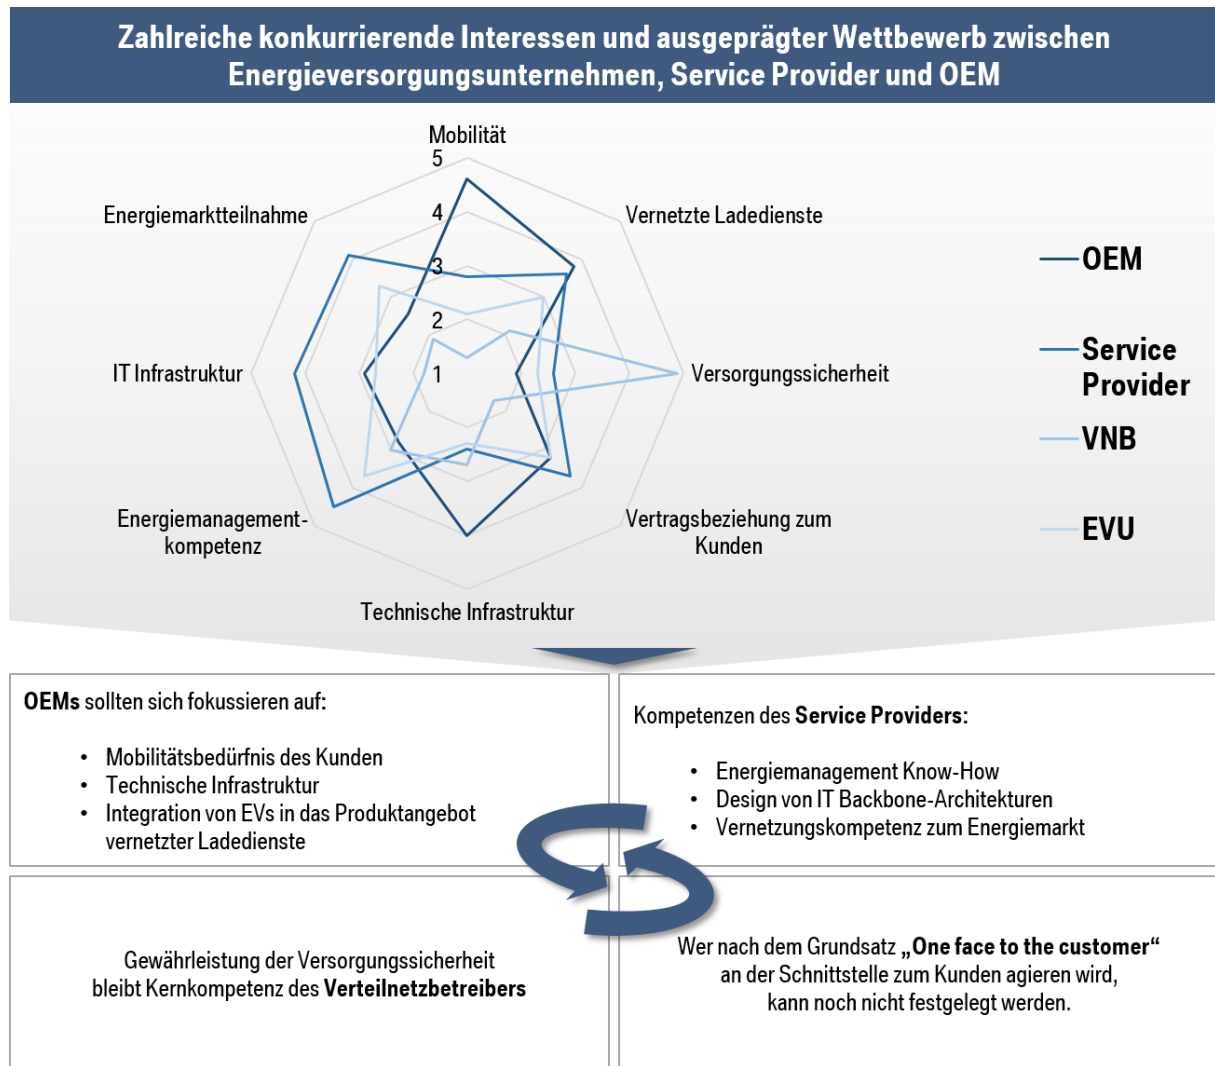 Zahlreiche konkurrierende Interessen und ausgeprägter Wettbewerb zwischen
Energieversorgungsunternehmen, Service Provider und OEM
Mobilität
5
4
3
2
1
Energiemarktteilnahme
Vernetzte Ladedienste
IT Infrastruktur
Versorgungssicherheit
Energiemanagement-
kompetenz
Vertragsbeziehung zum
Kunden
Technische Infrastruktur
OEM
Service
Provider
VNB
EVU
OEMs sollten sich fokussieren auf:
• Mobilitätsbedürfnis des Kunden
• Technische Infrastruktur
• Integration von EVs in das Produktangebot
vernetzter Ladedienste
Kompetenzen des Service Providers:
• Energiemanagement Know-How
• Design von IT Backbone-Architekturen
• Vernetzungskompetenz zum Energiemarkt
Gewährleistung der Versorgungssicherheit
bleibt Kernkompetenz des Verteilnetzbetreibers
Wer nach dem Grundsatz „One face to the customer“
an der Schnittstelle zum Kunden agieren wird,
kann noch nicht festgelegt werden.